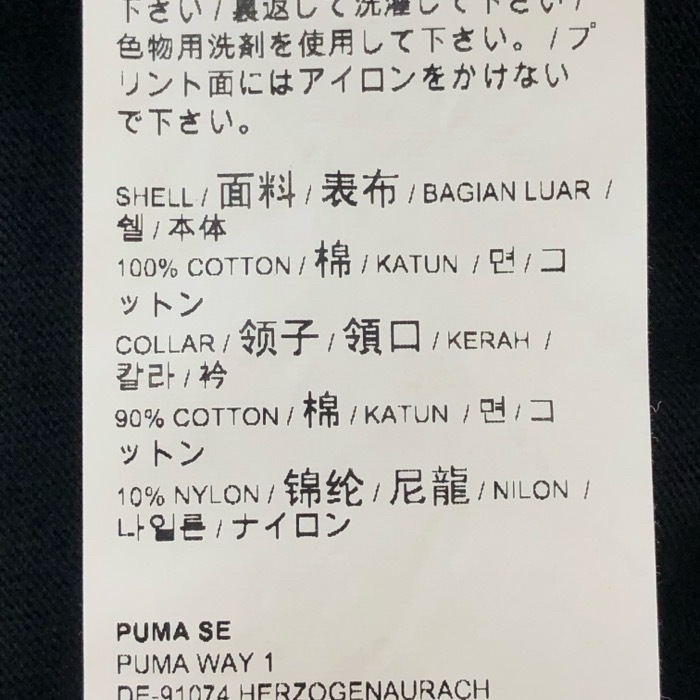 下さい / 裏返して洗濯して下さい /
色物用洗剤を使用して下さい。 / プ
リント面にはアイロンをかけない
で下さい。
SHELL / 面料 / 表布 / BAGIAN LUAR /
쉘 / 本体
100% COTTON / 棉 / KATUN / 면 / コ
ットン
COLLAR / 领子 / 領口 / KERAH /
칼라 / 衿
90% COTTON / 棉 / KATUN / 면 / コ
ットン
10% NYLON / 锦纶 / 尼龍 / NILON /
나일론 / ナイロン
PUMA SE
PUMA WAY 1
DE-91074 HERZOGENAURACH